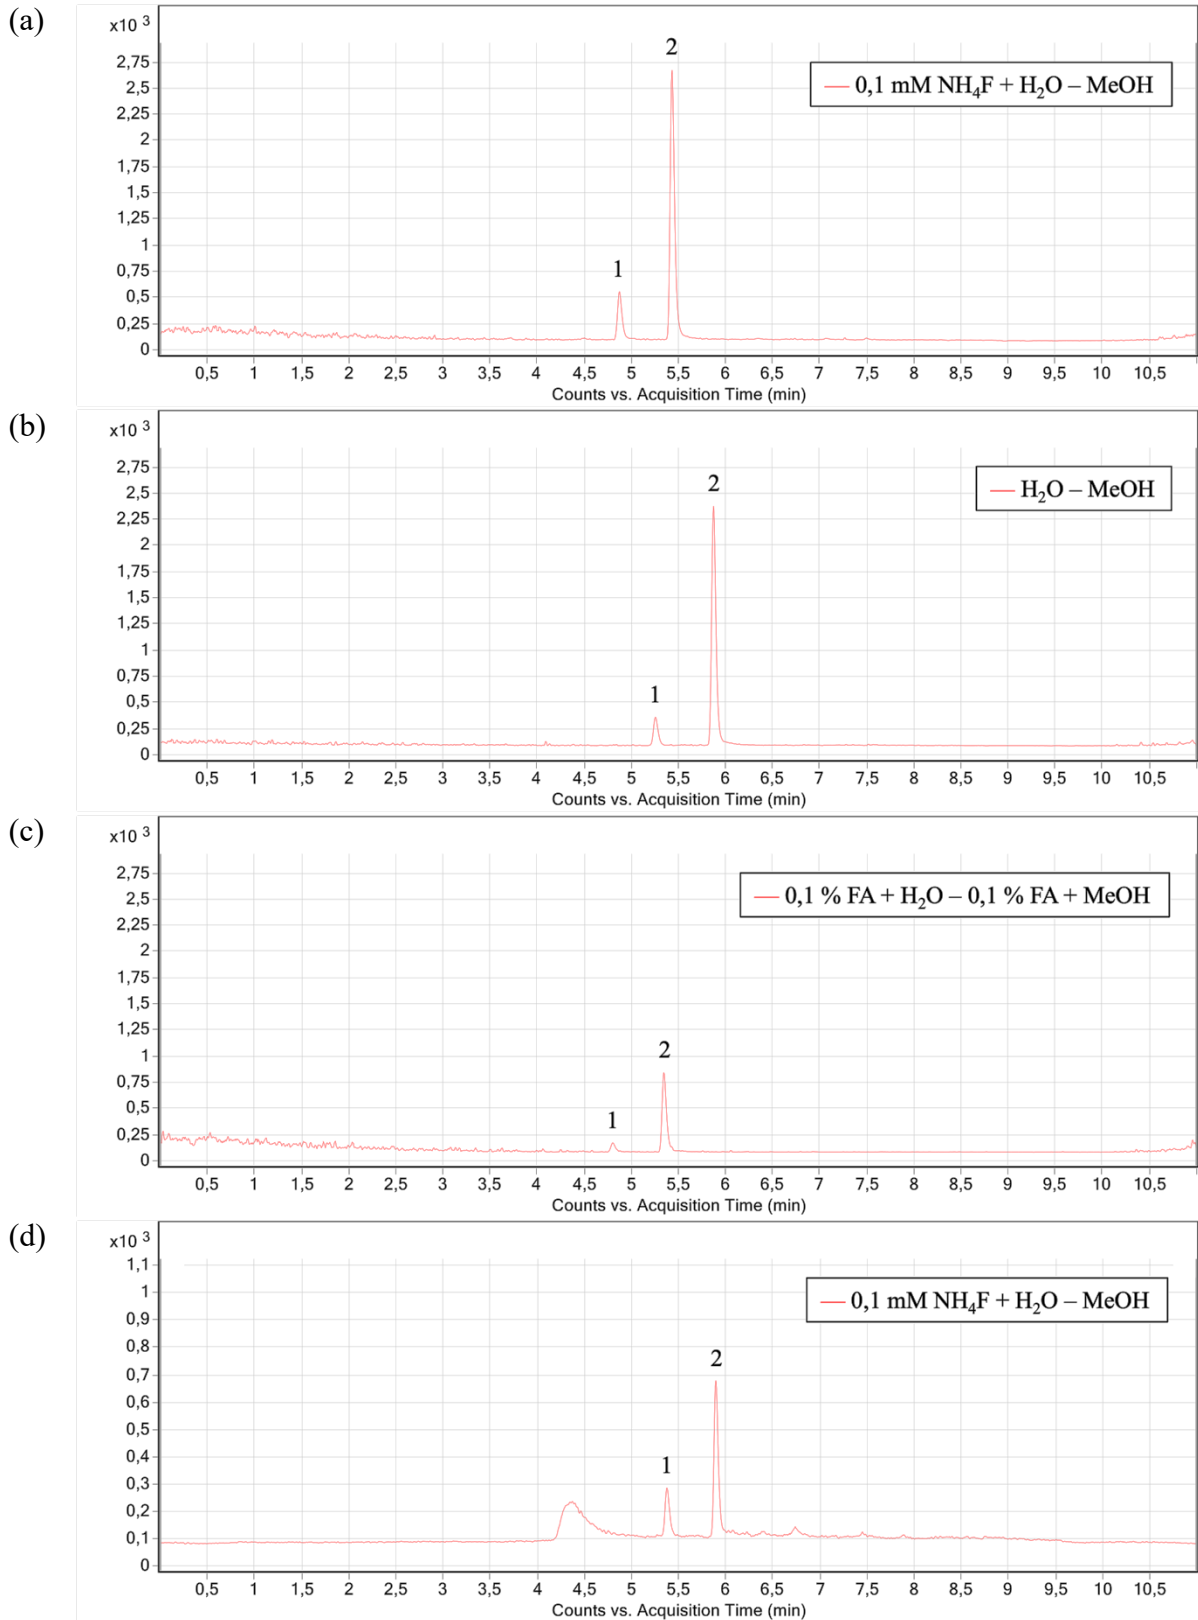 (a)
x10 3
2,75
2,5
2,25
2
1,75
1,5
1,25
1
0,75
0,5
0,25
0
1
2
0,1 mM NH₄F + H₂O – MeOH
0,5 1 1,5 2 2,5 3 3,5 4 4,5 5 5,5 6 6,5 7 7,5 8 8,5 9 9,5 10 10,5
Counts vs. Acquisition Time (min)
(b)
x10 3
2,75
2,5
2,25
2
1,75
1,5
1,25
1
0,75
0,5
0,25
0
1
2
H₂O – MeOH
0,5 1 1,5 2 2,5 3 3,5 4 4,5 5 5,5 6 6,5 7 7,5 8 8,5 9 9,5 10 10,5
Counts vs. Acquisition Time (min)
(c)
x10 3
2,75
2,5
2,25
2
1,75
1,5
1,25
1
0,75
0,5
0,25
0
1
2
0,1 % FA + H₂O – 0,1 % FA + MeOH
0,5 1 1,5 2 2,5 3 3,5 4 4,5 5 5,5 6 6,5 7 7,5 8 8,5 9 9,5 10 10,5
Counts vs. Acquisition Time (min)
(d)
x10 3
1,1
1
0,9
0,8
0,7
0,6
0,5
0,4
0,3
0,2
0,1
0
1
2
0,1 mM NH₄F + H₂O – MeOH
0,5 1 1,5 2 2,5 3 3,5 4 4,5 5 5,5 6 6,5 7 7,5 8 8,5 9 9,5 10 10,5
Counts vs. Acquisition Time (min)